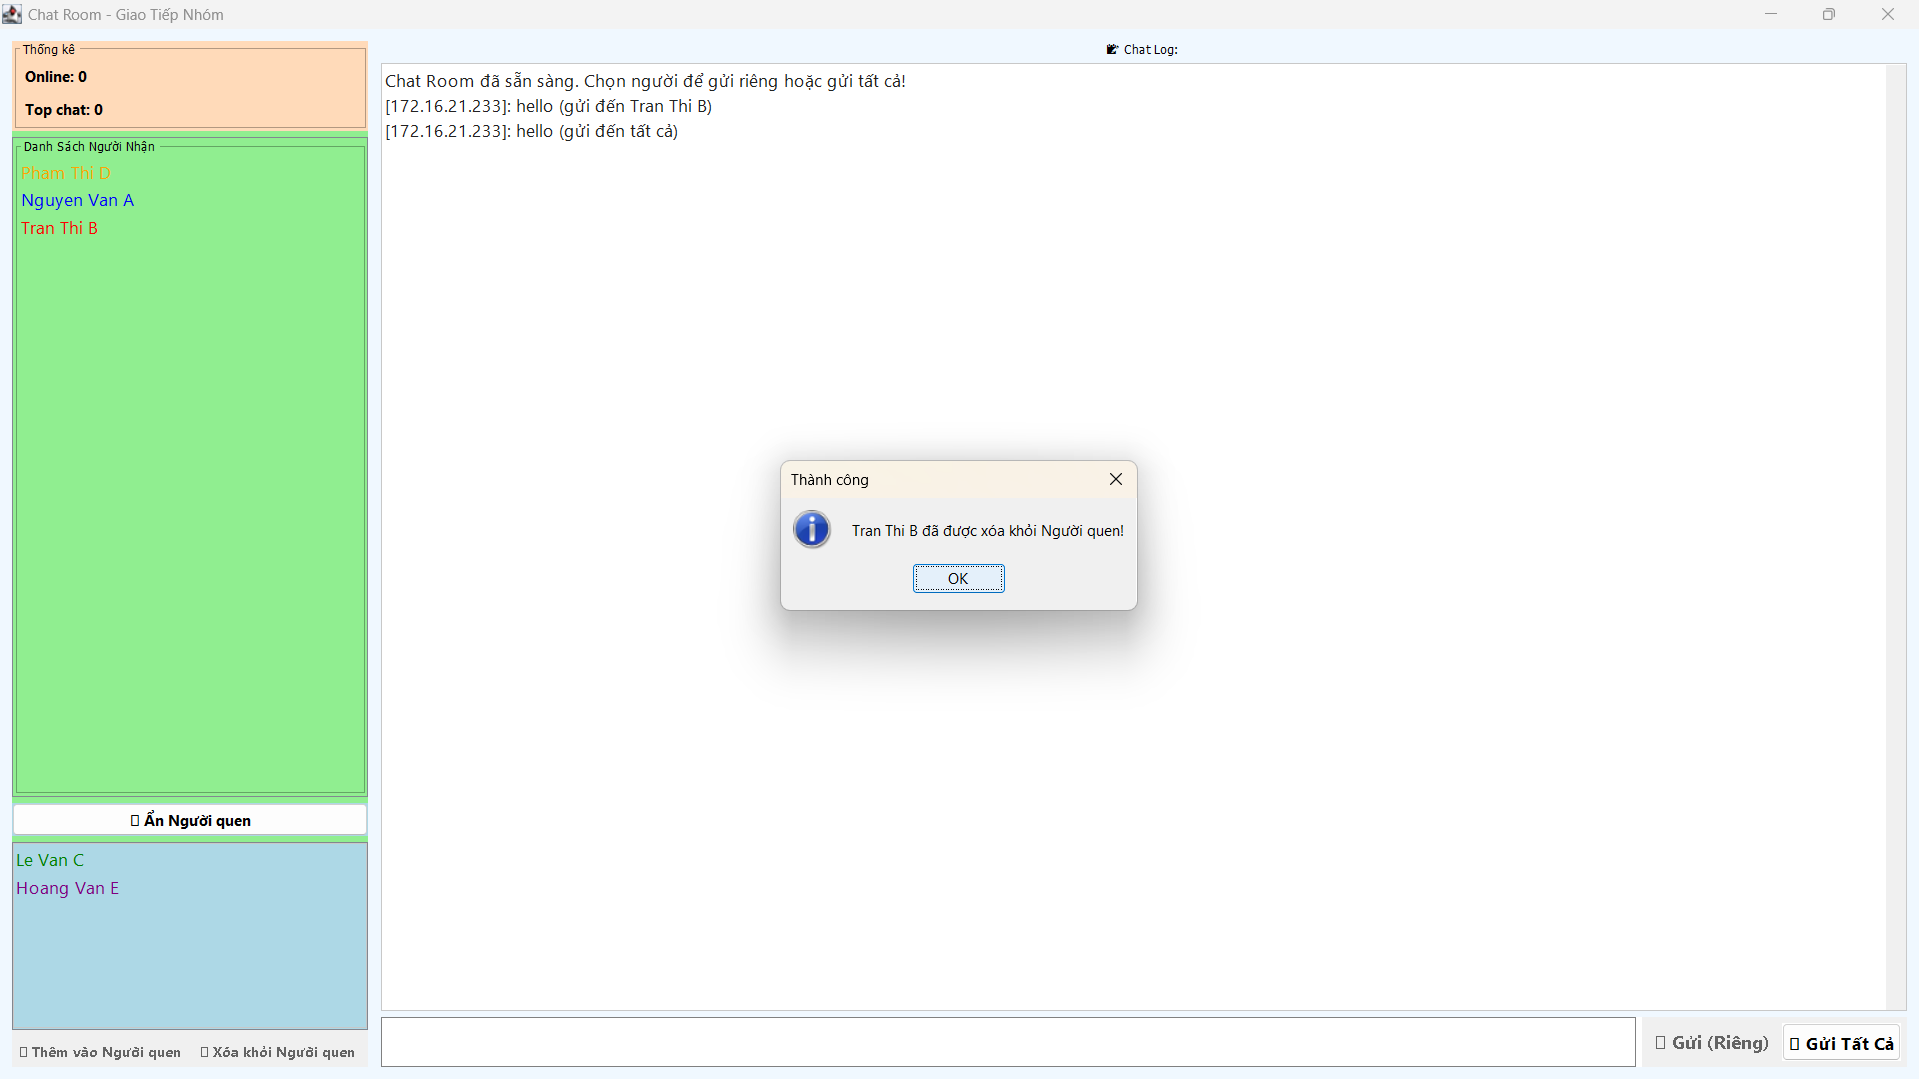 Chat Room - Giao Tiếp Nhóm
Thống kê
Online: 0
Top chat: 0
Danh Sách Người Nhận
Pham Thi D
Nguyen Van A
Tran Thi B
Ẩn Người quen
Le Van C
Hoang Van E
Thêm vào Người quen
Xóa khỏi Người quen
Chat Log:
Chat Room đã sẵn sàng. Chọn người để gửi riêng hoặc gửi tất cả!
[172.16.21.233]: hello (gửi đến Tran Thi B)
[172.16.21.233]: hello (gửi đến tất cả)
Thành công
Tran Thi B đã được xóa khỏi Người quen!
OK
Gửi (Riêng)
Gửi Tất Cả